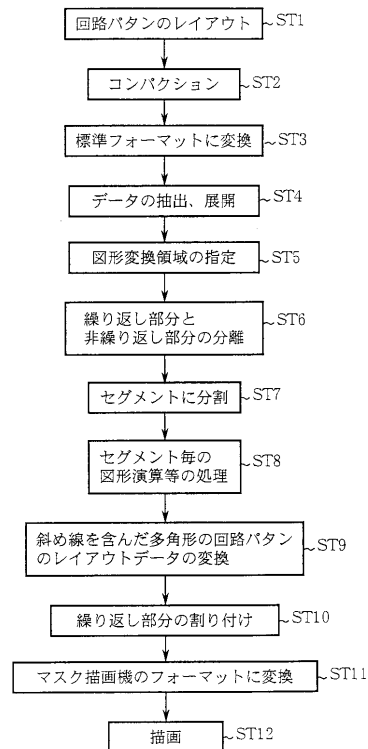 回路パタンのレイアウト ST1
コンパクション ST2
標準フォーマットに変換 ST3
データの抽出、展開 ST4
図形変換領域の指定 ST5
繰り返し部分と
非繰り返し部分の分離 ST6
セグメントに分割 ST7
セグメント毎の
図形演算等の処理 ST8
斜め線を含んだ多角形の回路パタン
のレイアウトデータの変換 ST9
繰り返し部分の割り付け ST10
マスク描画機のフォーマットに変換 ST11
描画 ST12